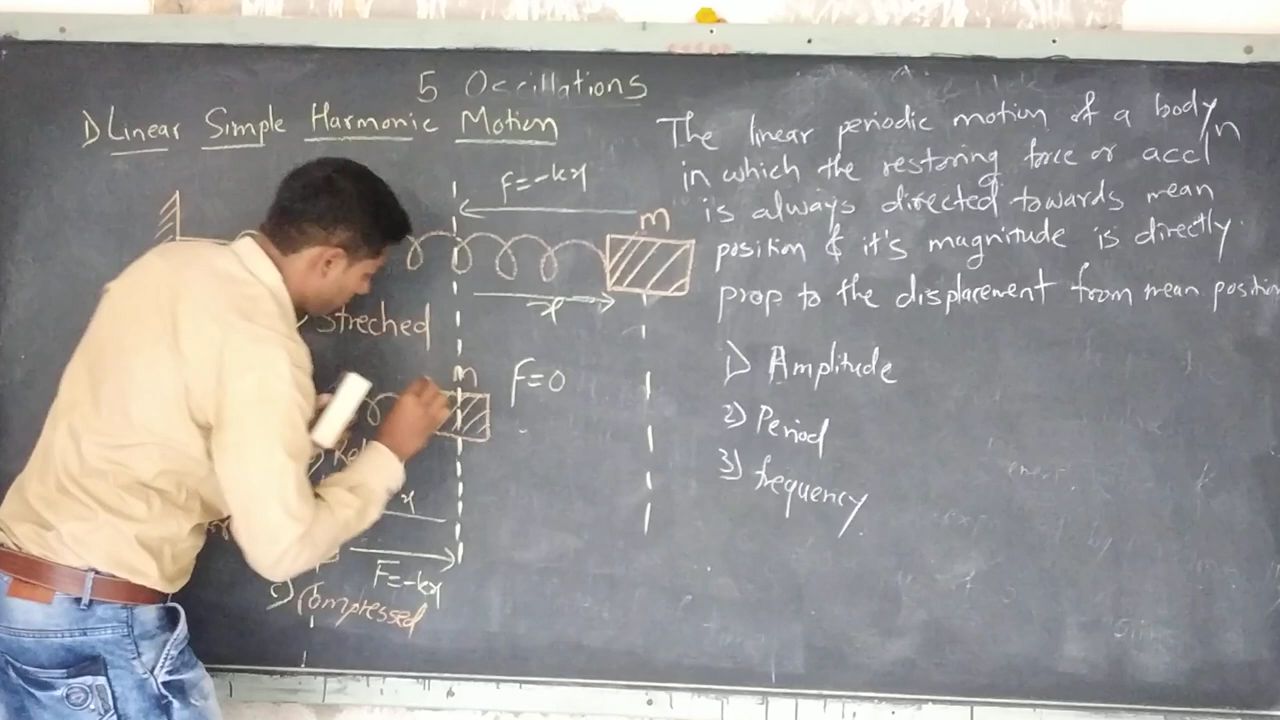 5 Oscillations
1) Linear Simple Harmonic Motion
F=-kx
m
x
Streched
m
F=0
x
F=-kx
c) Compressed
The linear periodic motion of a body
in which the restoring force or accln
is always directed towards mean
position & it's magnitude is directly
prop to the displacement from mean position
1) Amplitude
2) Period
3) frequency